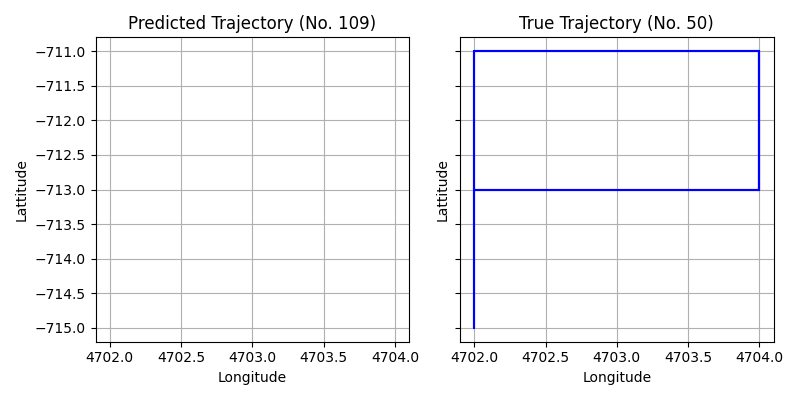 Predicted Trajectory (No. 109)
−711.0
−711.5
−712.0
−712.5
−713.0
−713.5
−714.0
−714.5
−715.0
Lattitude
4702.0 4702.5 4703.0 4703.5 4704.0
Longitude
True Trajectory (No. 50)
Lattitude
4702.0 4702.5 4703.0 4703.5 4704.0
Longitude